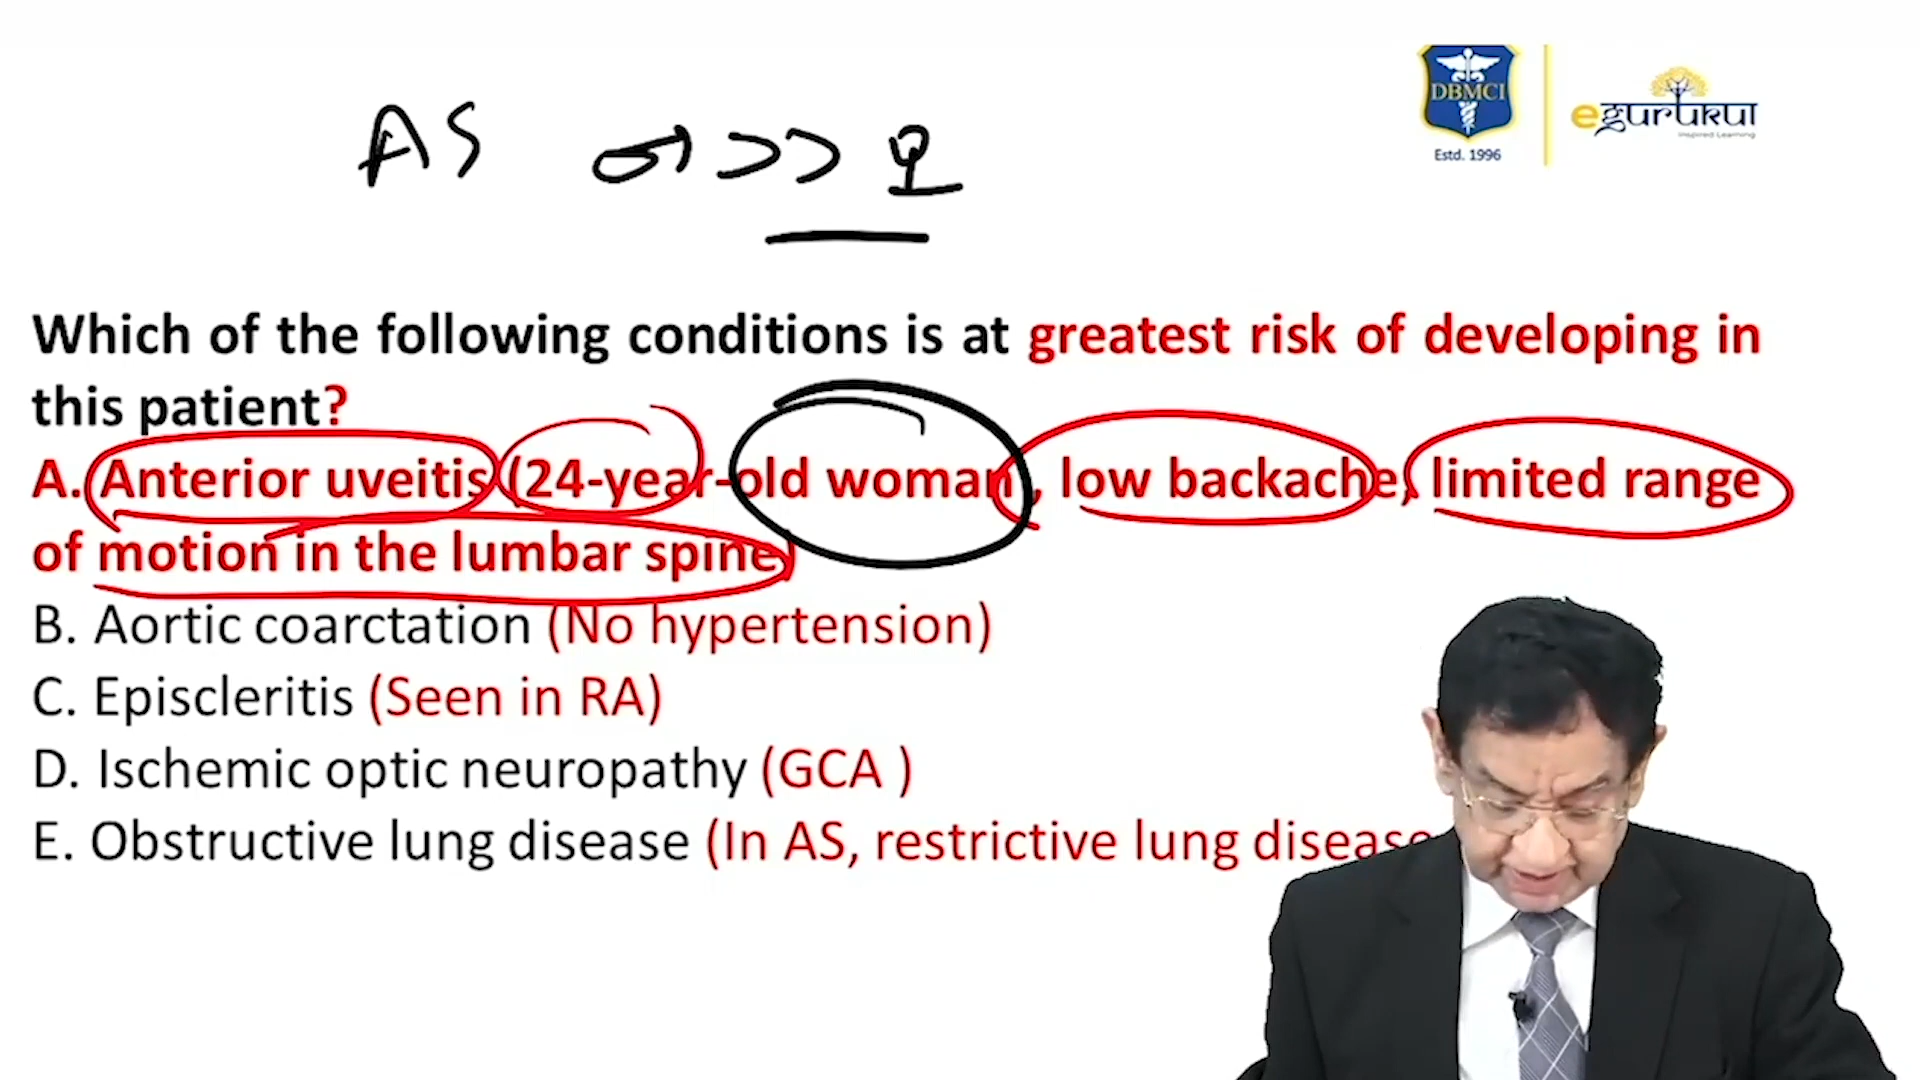 DBMCI
Estd. 1996
egurukul
Inspired Learning
AS ♂ >> ♀
Which of the following conditions is at greatest risk of developing in
this patient?
A. Anterior uveitis (24-year-old woman, low backache, limited range
of motion in the lumbar spine)
B. Aortic coarctation (No hypertension)
C. Episcleritis (Seen in RA)
D. Ischemic optic neuropathy (GCA )
E. Obstructive lung disease (In AS, restrictive lung disease